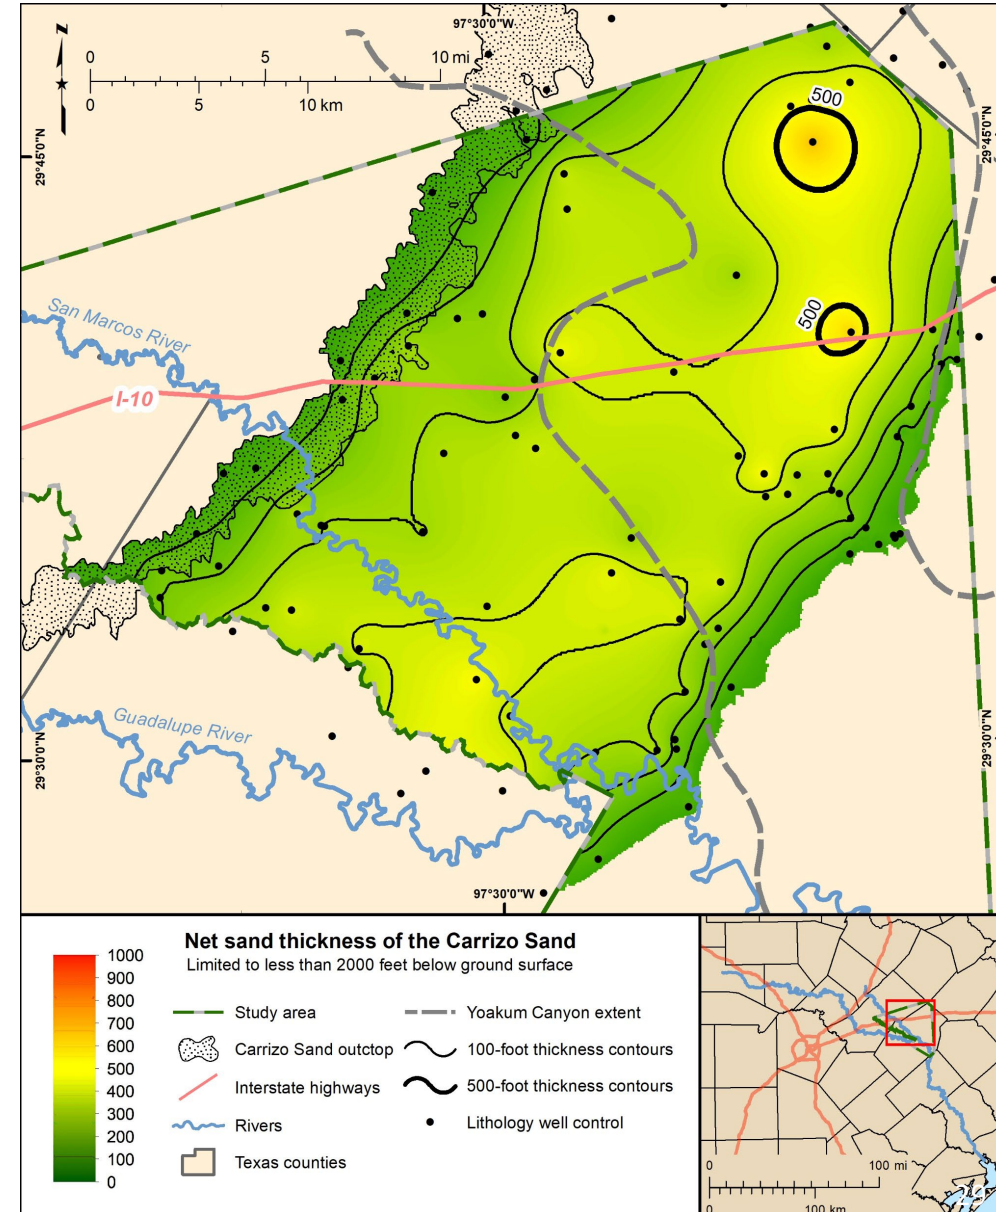 97°30'0"W
N
0 5 10 mi
0 5 10 km
29°45'0"N
29°45'0"N
500
500
San Marcos River
I-10
Guadalupe River
29°30'0"N
29°30'0"N
97°30'0"W
Net sand thickness of the Carrizo Sand
Limited to less than 2000 feet below ground surface
1000
900
800
700
600
500
400
300
200
100
0
Study area
Carrizo Sand outctop
Interstate highways
Rivers
Texas counties
Yoakum Canyon extent
100-foot thickness contours
500-foot thickness contours
Lithology well control
0 100 mi
0 100 km
29